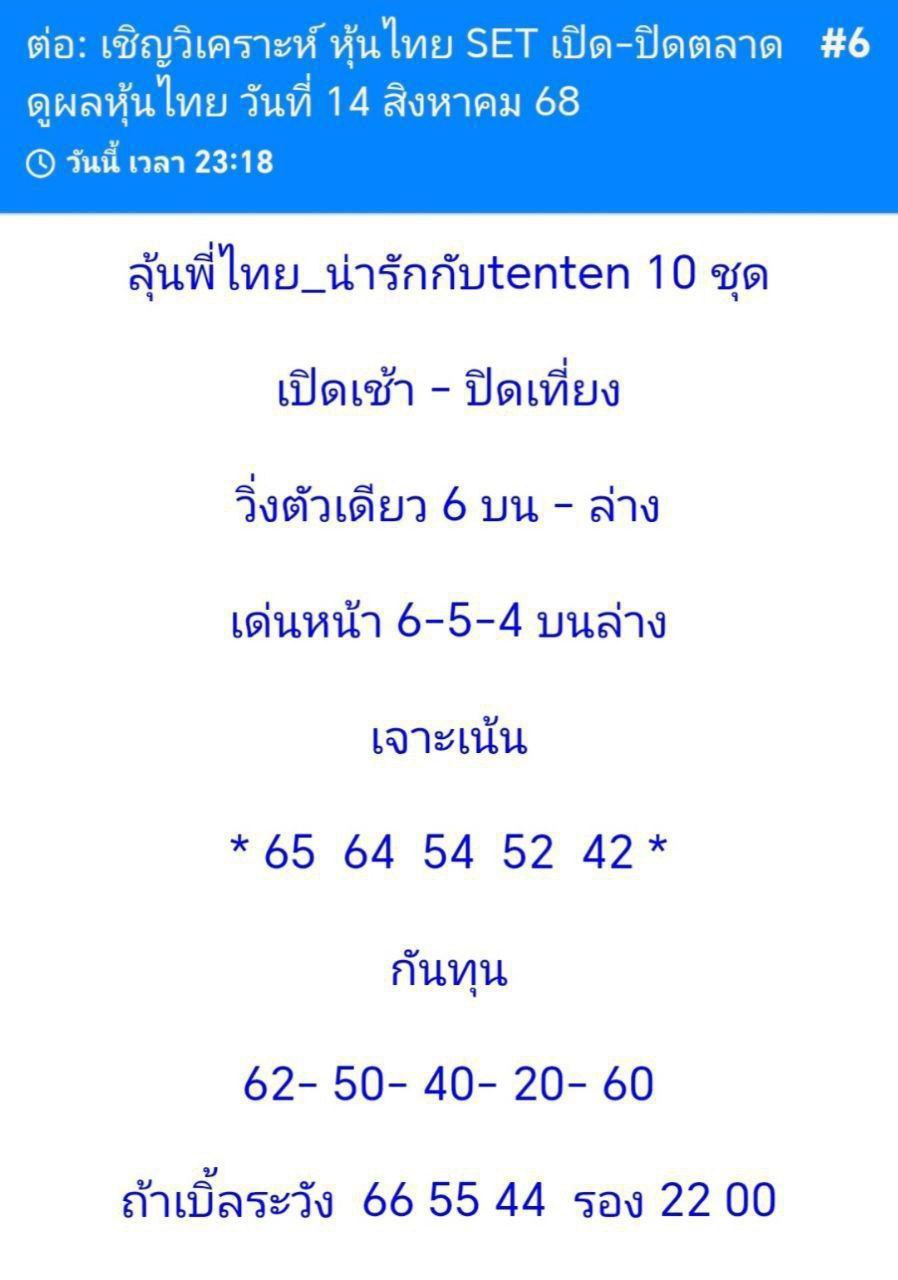 ต่อ: เชิญวิเคราะห์ หุ้นไทย SET เปิด-ปิดตลาด #6
ดูผลหุ้นไทย วันที่ 14 สิงหาคม 68
วันนี้ เวลา 23:18
ลุ้นพี่ไทย_น่ารักกับtenten 10 ชุด
เปิดเช้า - ปิดเที่ยง
วิ่งตัวเดียว 6 บน - ล่าง
เด่นหน้า 6-5-4 บนล่าง
เจาะเน้น
* 65 64 54 52 42 *
กันทุน
62- 50- 40- 20- 60
ถ้าเบิ้ลระวัง 66 55 44 รอง 22 00